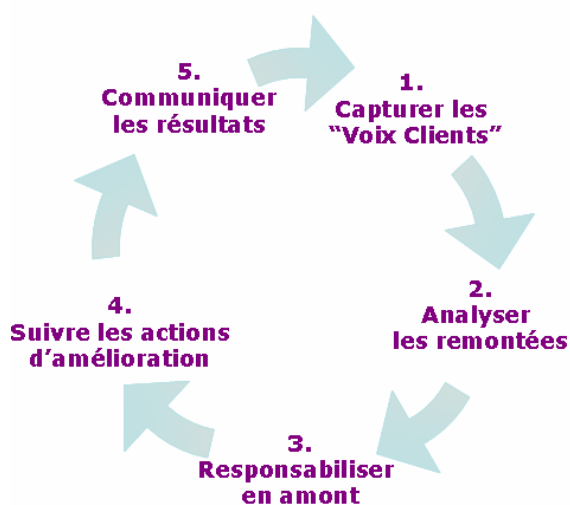 1.
Capturer les
“Voix Clients”
2.
Analyser
les remontées
3.
Responsabiliser
en amont
4.
Suivre les actions
d’amélioration
5.
Communiquer
les résultats